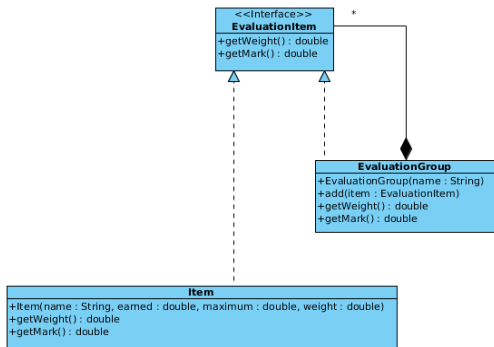 <<Interface>>
EvaluationItem
+getWeight() : double
+getMark() : double
*
EvaluationGroup
+EvaluationGroup(name : String)
+add(item : EvaluationItem)
+getWeight() : double
+getMark() : double
Item
+Item(name : String, earned : double, maximum : double, weight : double)
+getWeight() : double
+getMark() : double